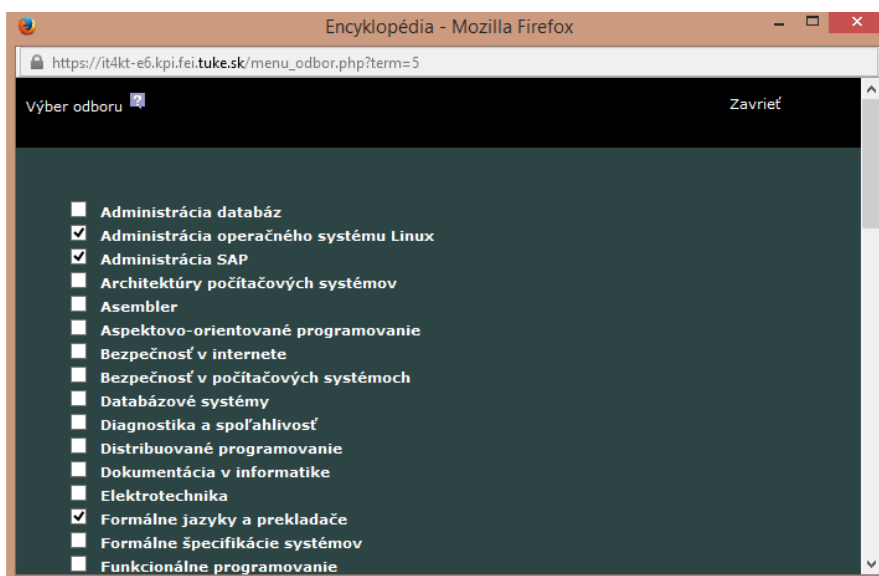 Encyklopédia - Mozilla Firefox
https://it4kt-e6.kpi.fei.tuke.sk/menu_odbor.php?term=5
Výber odboru ? Zavrieť
Administrácia databáz
Administrácia operačného systému Linux
Administrácia SAP
Architektúry počítačových systémov
Asembler
Aspektovo-orientované programovanie
Bezpečnosť v internete
Bezpečnosť v počítačových systémoch
Databázové systémy
Diagnostika a spoľahlivosť
Distribuované programovanie
Dokumentácia v informatike
Elektrotechnika
Formálne jazyky a prekladače
Formálne špecifikácie systémov
Funkcionálne programovanie